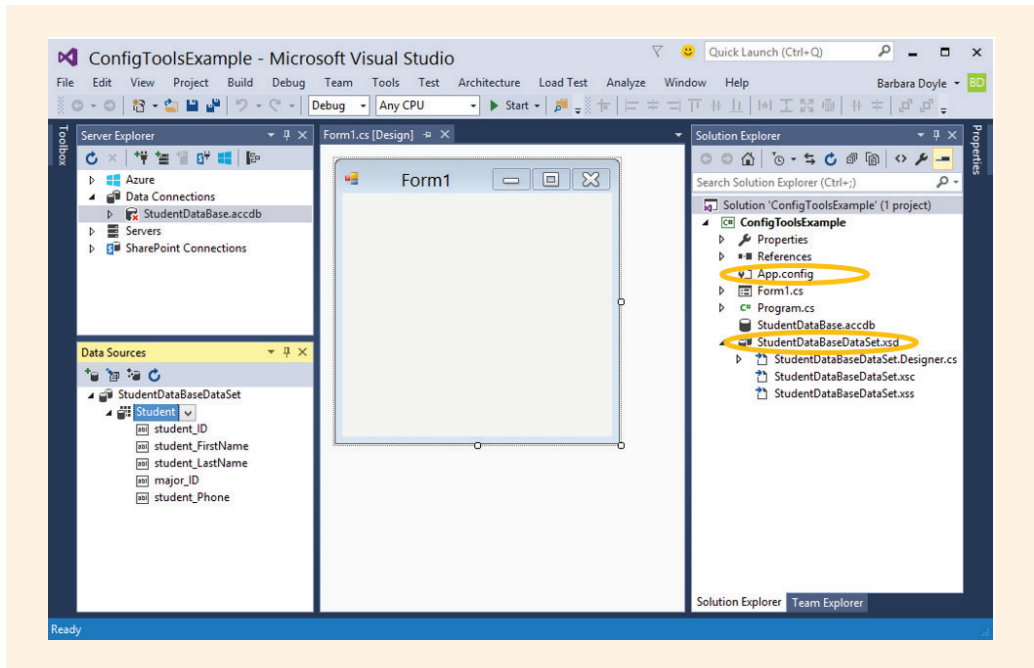 ConfigToolsExample - Microsoft Visual Studio
Quick Launch (Ctrl+Q)
File Edit View Project Build Debug Team Tools Test Architecture Load Test Analyze Window Help
Barbara Doyle
BD
Debug
Any CPU
Start
Toolbox
Server Explorer
Azure
Data Connections
StudentDataBase.accdb
Servers
SharePoint Connections
Data Sources
StudentDataBaseDataSet
Student
student_ID
student_FirstName
student_LastName
major_ID
student_Phone
Form1.cs [Design]
Form1
Solution Explorer
Search Solution Explorer (Ctrl+;)
Solution 'ConfigToolsExample' (1 project)
ConfigToolsExample
Properties
References
App.config
Form1.cs
Program.cs
StudentDataBase.accdb
StudentDataBaseDataSet.xsd
StudentDataBaseDataSet.Designer.cs
StudentDataBaseDataSet.xsc
StudentDataBaseDataSet.xss
Solution Explorer Team Explorer
Properties
Ready